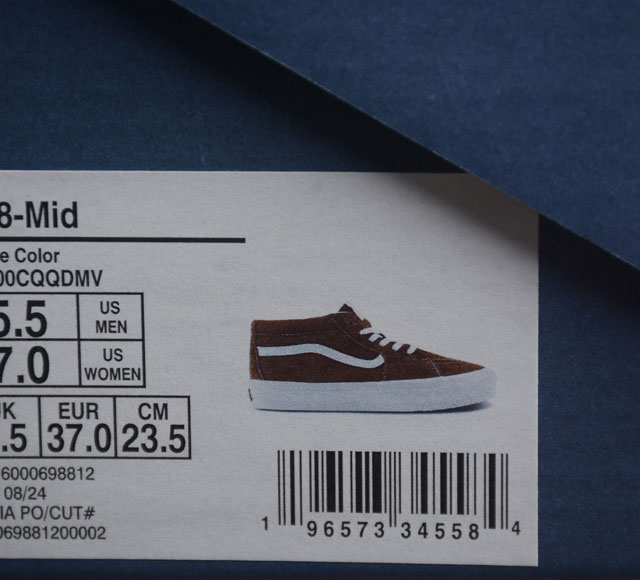 8-Mid
e Color
00CQQDMV
5.5 US MEN
7.0 US WOMEN
UK EUR CM
.5 37.0 23.5
6000698812
08/24
IA PO/CUT#
069881200002
1 96573 34558 4